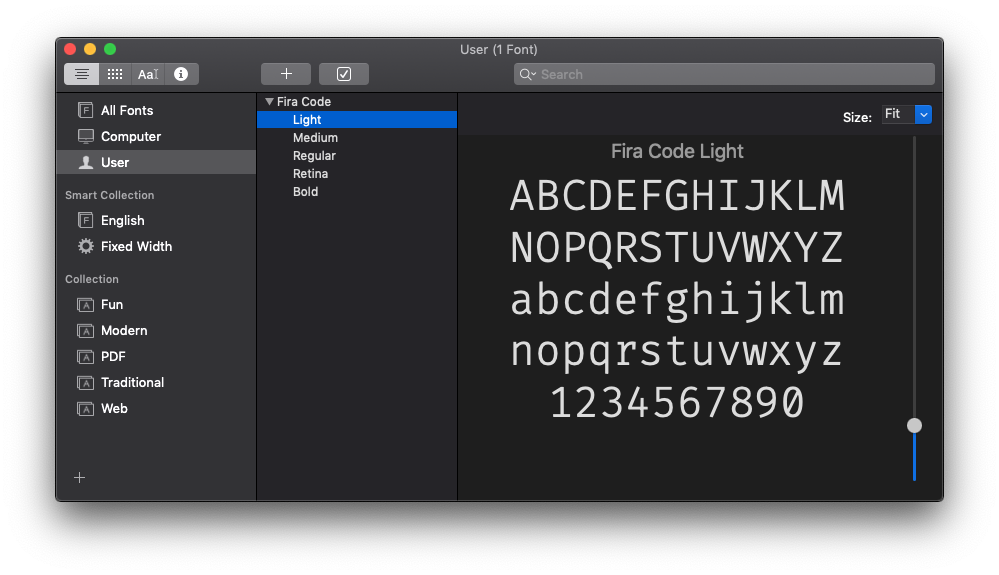 User (1 Font)
Aa
Search
All Fonts
Computer
User
Smart Collection
English
Fixed Width
Collection
Fun
Modern
PDF
Traditional
Web
Fira Code
Light
Medium
Regular
Retina
Bold
Size: Fit
Fira Code Light
ABCDEFGHIJKLM
NOPQRSTUVWXYZ
abcdefghijklm
nopqrstuvwxyz
1234567890